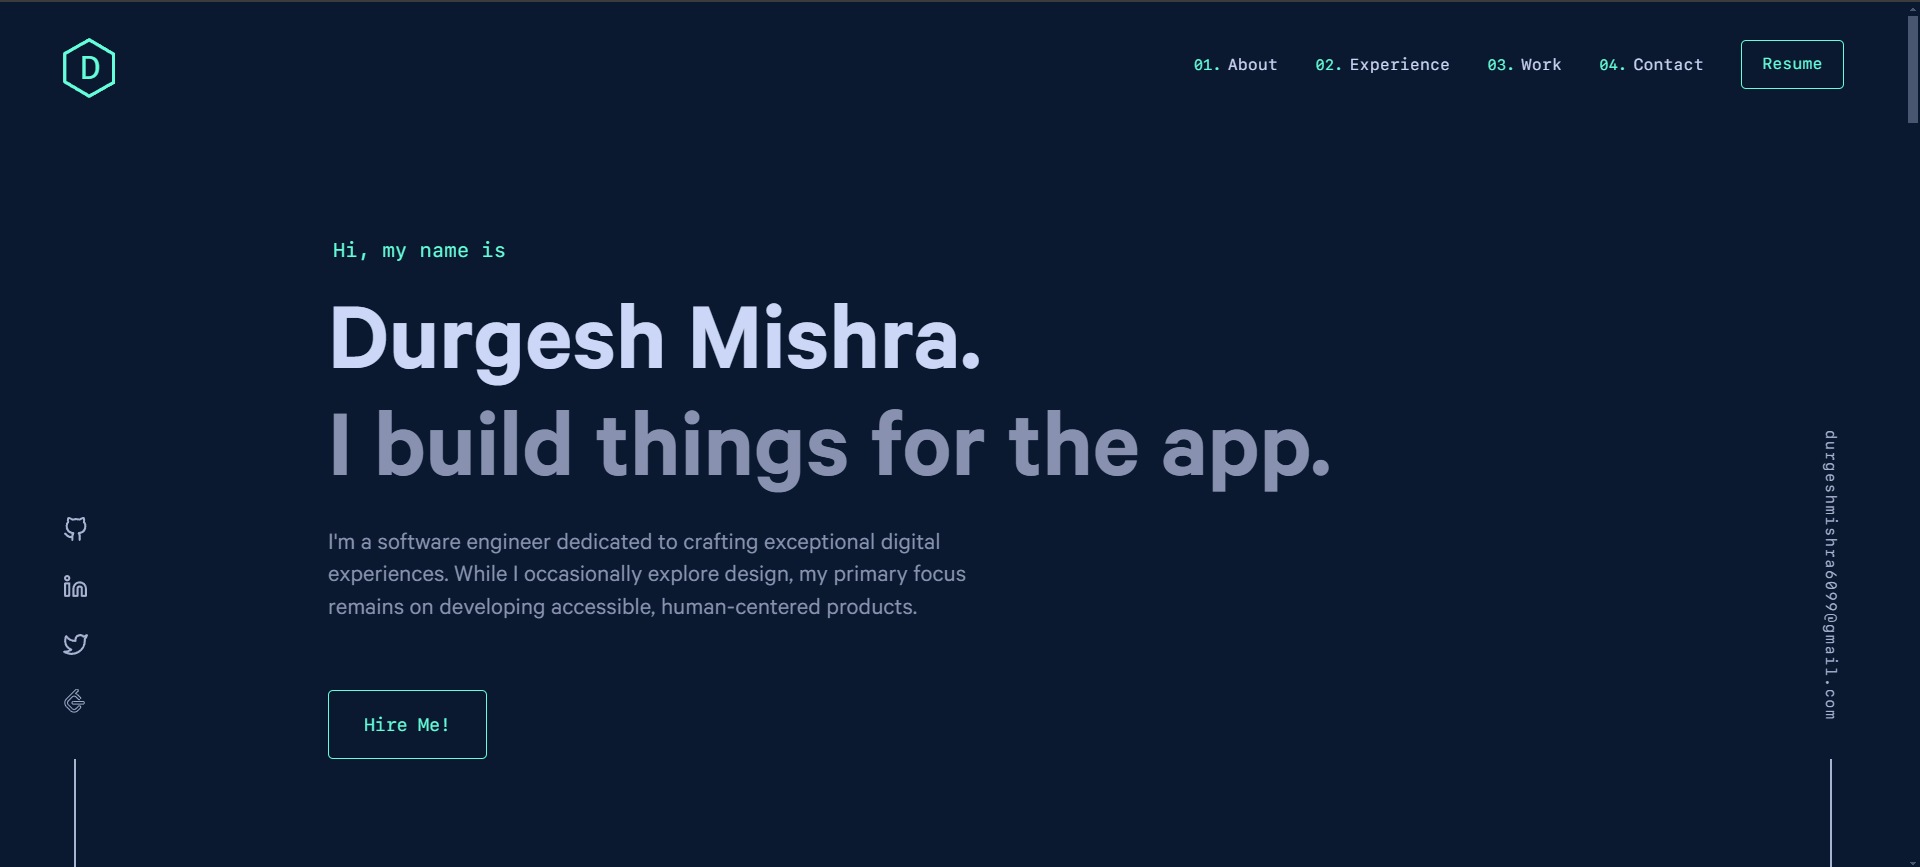 D
01. About
02. Experience
03. Work
04. Contact
Resume
Hi, my name is
Durgesh Mishra.
I build things for the app.
I'm a software engineer dedicated to crafting exceptional digital
experiences. While I occasionally explore design, my primary focus
remains on developing accessible, human-centered products.
Hire Me!
in
durgeshmishra6099@gmail.com